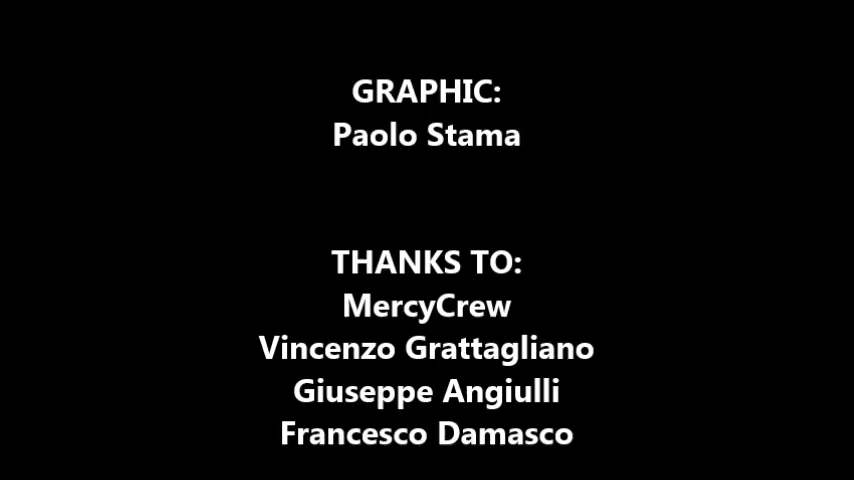 GRAPHIC:
Paolo Stama
THANKS TO:
MercyCrew
Vincenzo Grattagliano
Giuseppe Angiulli
Francesco Damasco